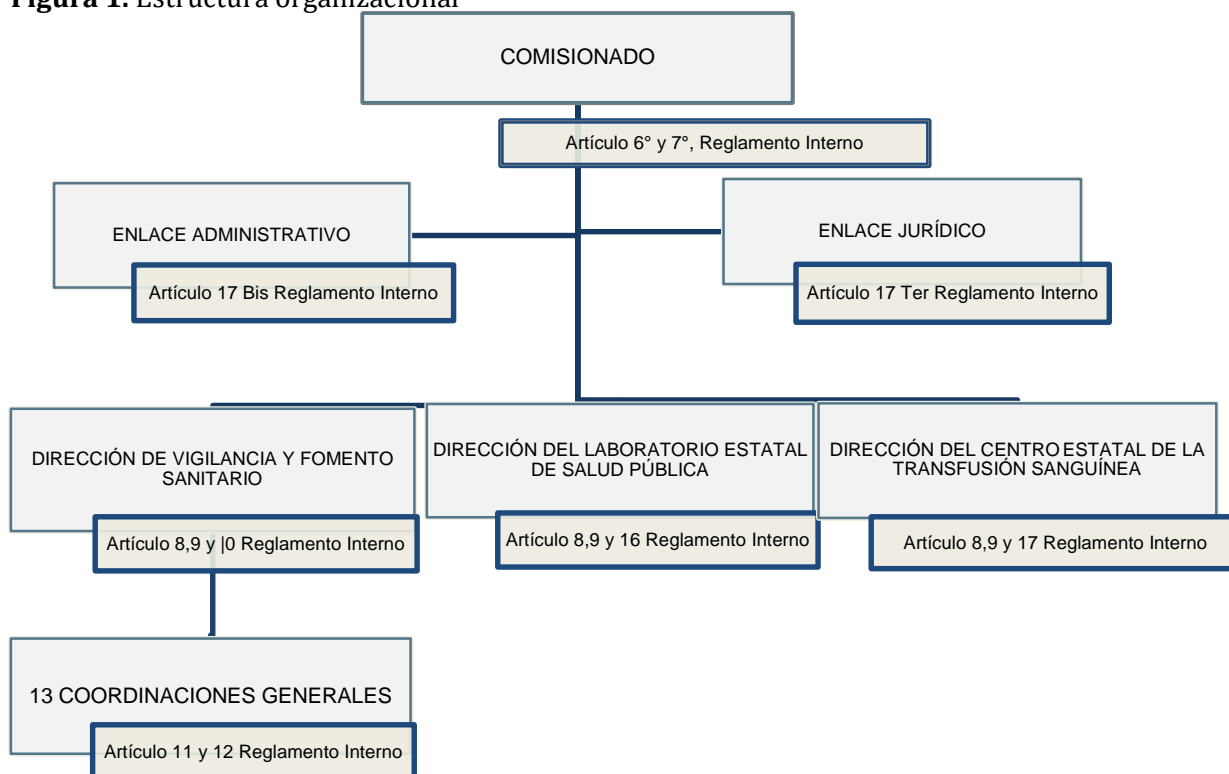 Figura 1. Estructura organizacional
COMISIONADO
Artículo 6° y 7°, Reglamento Interno
ENLACE ADMINISTRATIVO
Artículo 17 Bis Reglamento Interno
ENLACE JURÍDICO
Artículo 17 Ter Reglamento Interno
DIRECCIÓN DE VIGILANCIA Y FOMENTO
SANITARIO
Artículo 8,9 y |0 Reglamento Interno
DIRECCIÓN DEL LABORATORIO ESTATAL
DE SALUD PÚBLICA
Artículo 8,9 y 16 Reglamento Interno
DIRECCIÓN DEL CENTRO ESTATAL DE LA
TRANSFUSIÓN SANGUÍNEA
Artículo 8,9 y 17 Reglamento Interno
13 COORDINACIONES GENERALES
Artículo 11 y 12 Reglamento Interno